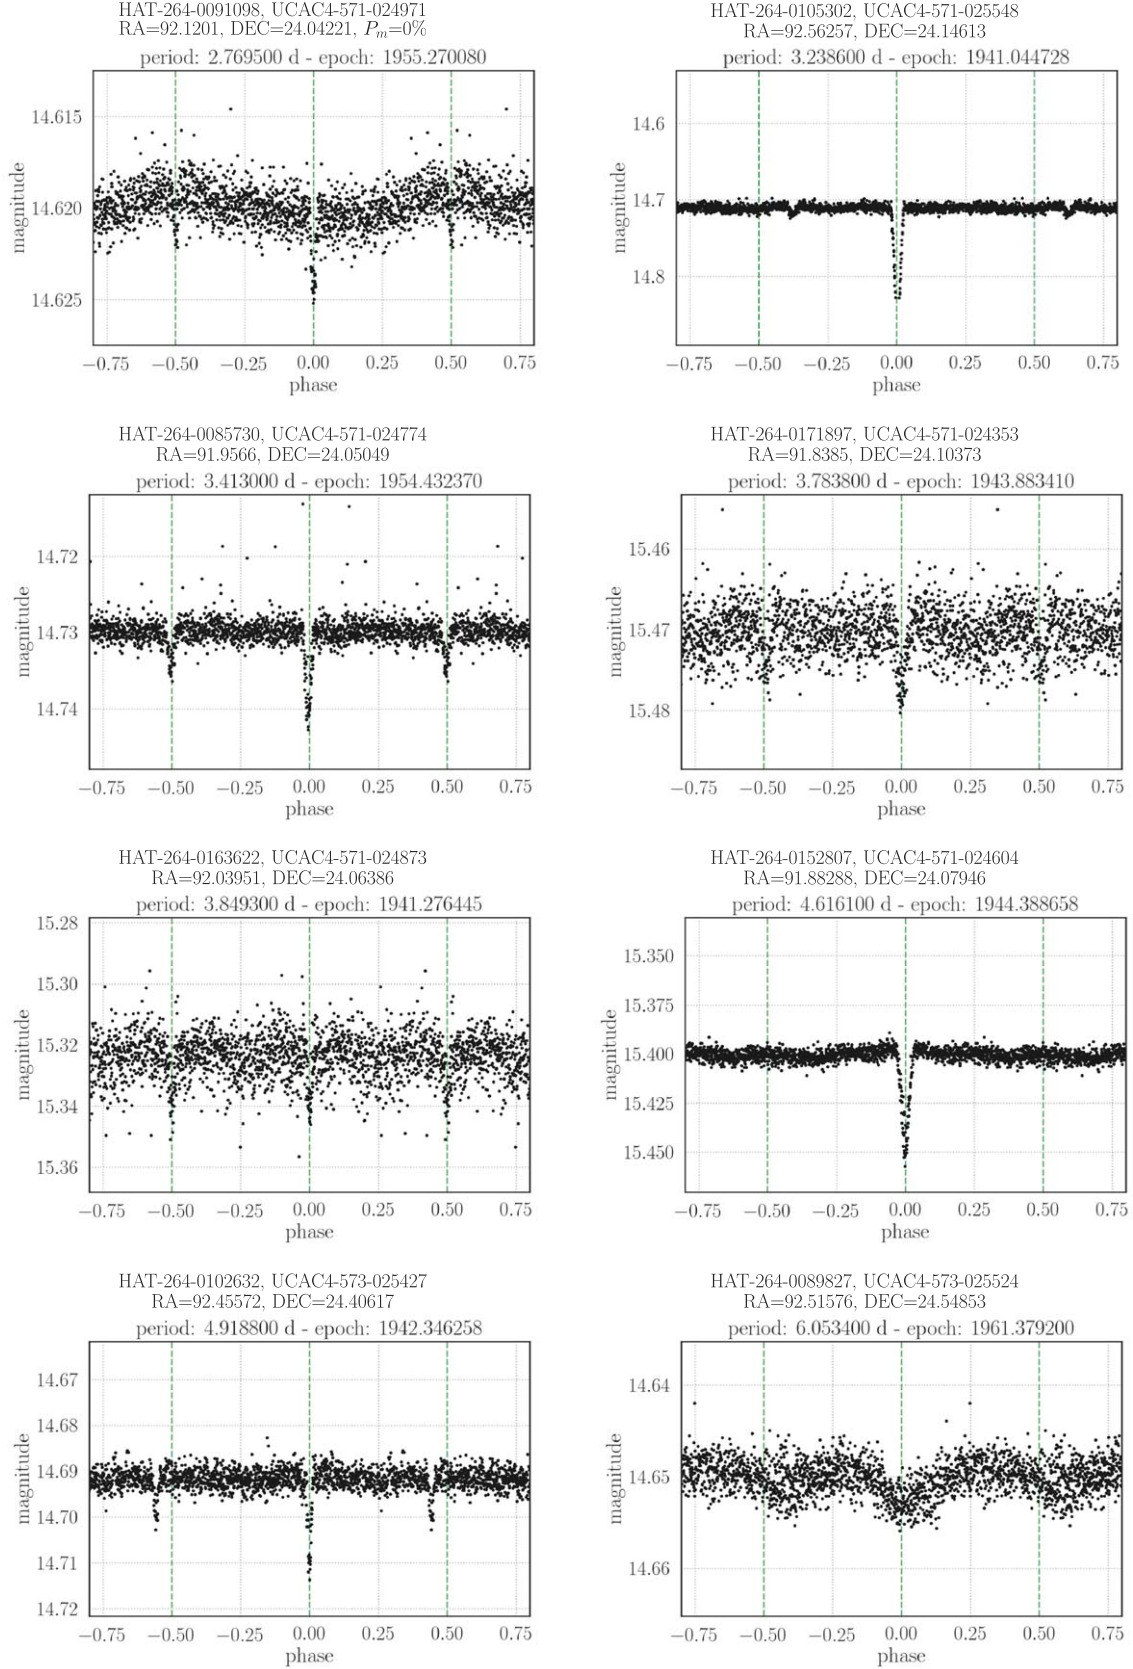 HAT-264-0091098, UCAC4-571-024971
RA=92.1201, DEC=24.04221, P_m=0%
period: 2.769500 d - epoch: 1955.270080
14.615
14.620
14.625
magnitude
−0.75 −0.50 −0.25 0.00 0.25 0.50 0.75
phase
HAT-264-0105302, UCAC4-571-025548
RA=92.56257, DEC=24.14613
period: 3.238600 d - epoch: 1941.044728
14.6
14.7
14.8
magnitude
−0.75 −0.50 −0.25 0.00 0.25 0.50 0.75
phase
HAT-264-0085730, UCAC4-571-024774
RA=91.9566, DEC=24.05049
period: 3.413000 d - epoch: 1954.432370
14.72
14.73
14.74
magnitude
−0.75 −0.50 −0.25 0.00 0.25 0.50 0.75
phase
HAT-264-0171897, UCAC4-571-024353
RA=91.8385, DEC=24.10373
period: 3.783800 d - epoch: 1943.883410
15.46
15.47
15.48
magnitude
−0.75 −0.50 −0.25 0.00 0.25 0.50 0.75
phase
HAT-264-0163622, UCAC4-571-024873
RA=92.03951, DEC=24.06386
period: 3.849300 d - epoch: 1941.276445
15.28
15.30
15.32
15.34
15.36
magnitude
−0.75 −0.50 −0.25 0.00 0.25 0.50 0.75
phase
HAT-264-0152807, UCAC4-571-024604
RA=91.88288, DEC=24.07946
period: 4.616100 d - epoch: 1944.388658
15.350
15.375
15.400
15.425
15.450
magnitude
−0.75 −0.50 −0.25 0.00 0.25 0.50 0.75
phase
HAT-264-0102632, UCAC4-573-025427
RA=92.45572, DEC=24.40617
period: 4.918800 d - epoch: 1942.346258
14.67
14.68
14.69
14.70
14.71
14.72
magnitude
−0.75 −0.50 −0.25 0.00 0.25 0.50 0.75
phase
HAT-264-0089827, UCAC4-573-025524
RA=92.51576, DEC=24.54853
period: 6.053400 d - epoch: 1961.379200
14.64
14.65
14.66
magnitude
−0.75 −0.50 −0.25 0.00 0.25 0.50 0.75
phase